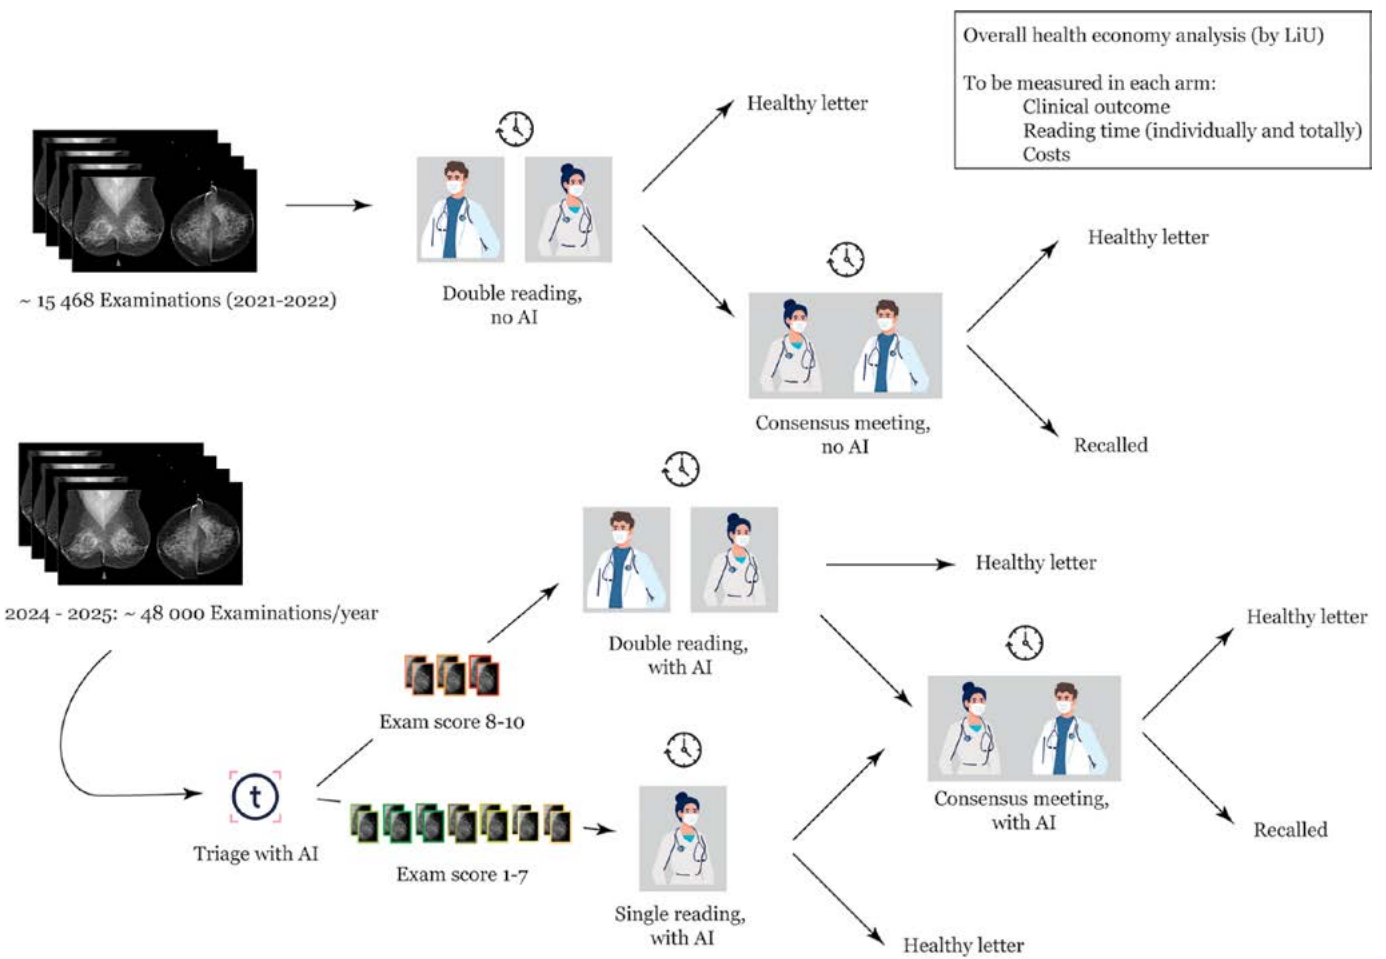 Overall health economy analysis (by LiU)
To be measured in each arm:
Clinical outcome
Reading time (individually and totally)
Costs
Healthy letter
~ 15 468 Examinations (2021-2022)
Double reading,
no AI
Healthy letter
Consensus meeting,
no AI
Recalled
2024 - 2025: ~ 48 000 Examinations/year
Double reading,
with AI
Healthy letter
Exam score 8-10
Healthy letter
t
Triage with AI
Exam score 1-7
Consensus meeting,
with AI
Recalled
Single reading,
with AI
Healthy letter